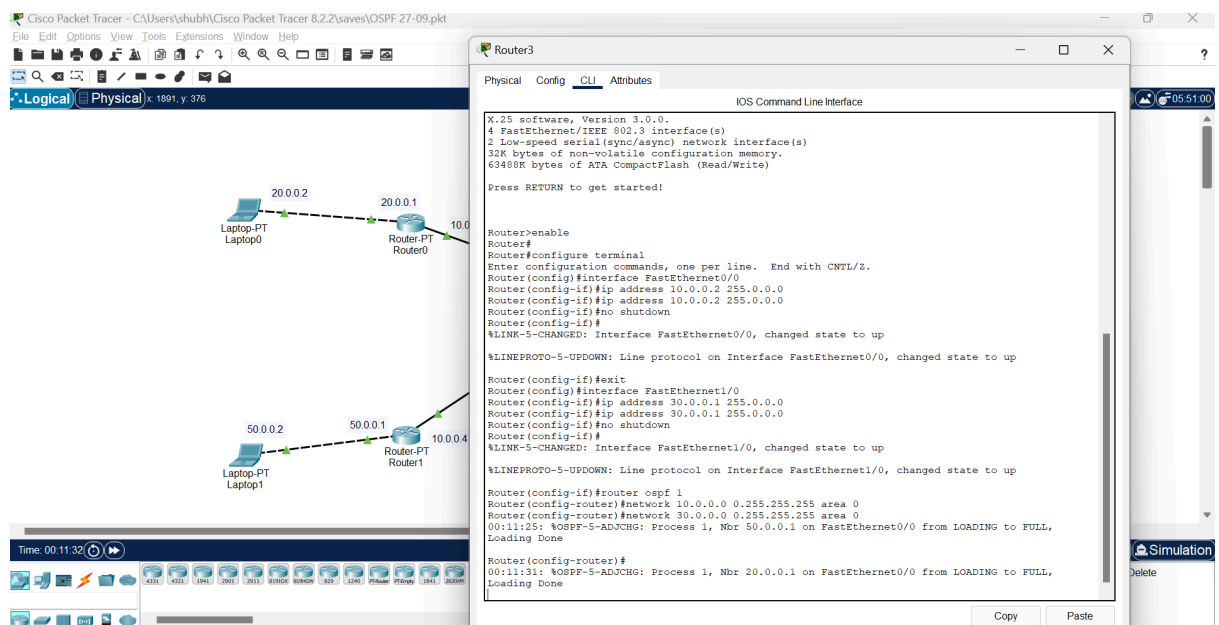 Cisco Packet Tracer - C:\Users\shubh\Cisco Packet Tracer 8.2.2\saves\OSPF 27-09.pkt
File Edit Options View Tools Extensions Window Help
?
Logical Physical x: 1891, y: 376
05:51:00
20.0.0.2
20.0.0.1
10.0
Laptop-PT
Laptop0
Router-PT
Router0
50.0.0.2
50.0.0.1
10.0.0.4
Laptop-PT
Laptop1
Router-PT
Router1
Time: 00:11:32
Simulation
4331 4321 1941 2901 2911 819IOX 819HGW 829 1240 PT-Router PT-Empty 1841 2620XM
Delete
Router3
Physical Config CLI Attributes
IOS Command Line Interface
X.25 software, Version 3.0.0.
4 FastEthernet/IEEE 802.3 interface(s)
2 Low-speed serial(sync/async) network interface(s)
32K bytes of non-volatile configuration memory.
63488K bytes of ATA CompactFlash (Read/Write)
Press RETURN to get started!
Router>enable
Router#
Router#configure terminal
Enter configuration commands, one per line. End with CNTL/Z.
Router(config)#interface FastEthernet0/0
Router(config-if)#ip address 10.0.0.2 255.0.0.0
Router(config-if)#ip address 10.0.0.2 255.0.0.0
Router(config-if)#no shutdown
Router(config-if)#
%LINK-5-CHANGED: Interface FastEthernet0/0, changed state to up
%LINEPROTO-5-UPDOWN: Line protocol on Interface FastEthernet0/0, changed state to up
Router(config-if)#exit
Router(config)#interface FastEthernet1/0
Router(config-if)#ip address 30.0.0.1 255.0.0.0
Router(config-if)#ip address 30.0.0.1 255.0.0.0
Router(config-if)#no shutdown
Router(config-if)#
%LINK-5-CHANGED: Interface FastEthernet1/0, changed state to up
%LINEPROTO-5-UPDOWN: Line protocol on Interface FastEthernet1/0, changed state to up
Router(config-if)#router ospf 1
Router(config-router)#network 10.0.0.0 0.255.255.255 area 0
Router(config-router)#network 30.0.0.0 0.255.255.255 area 0
00:11:25: %OSPF-5-ADJCHG: Process 1, Nbr 50.0.0.1 on FastEthernet0/0 from LOADING to FULL,
Loading Done
Router(config-router)#
00:11:31: %OSPF-5-ADJCHG: Process 1, Nbr 20.0.0.1 on FastEthernet0/0 from LOADING to FULL,
Loading Done
Copy Paste